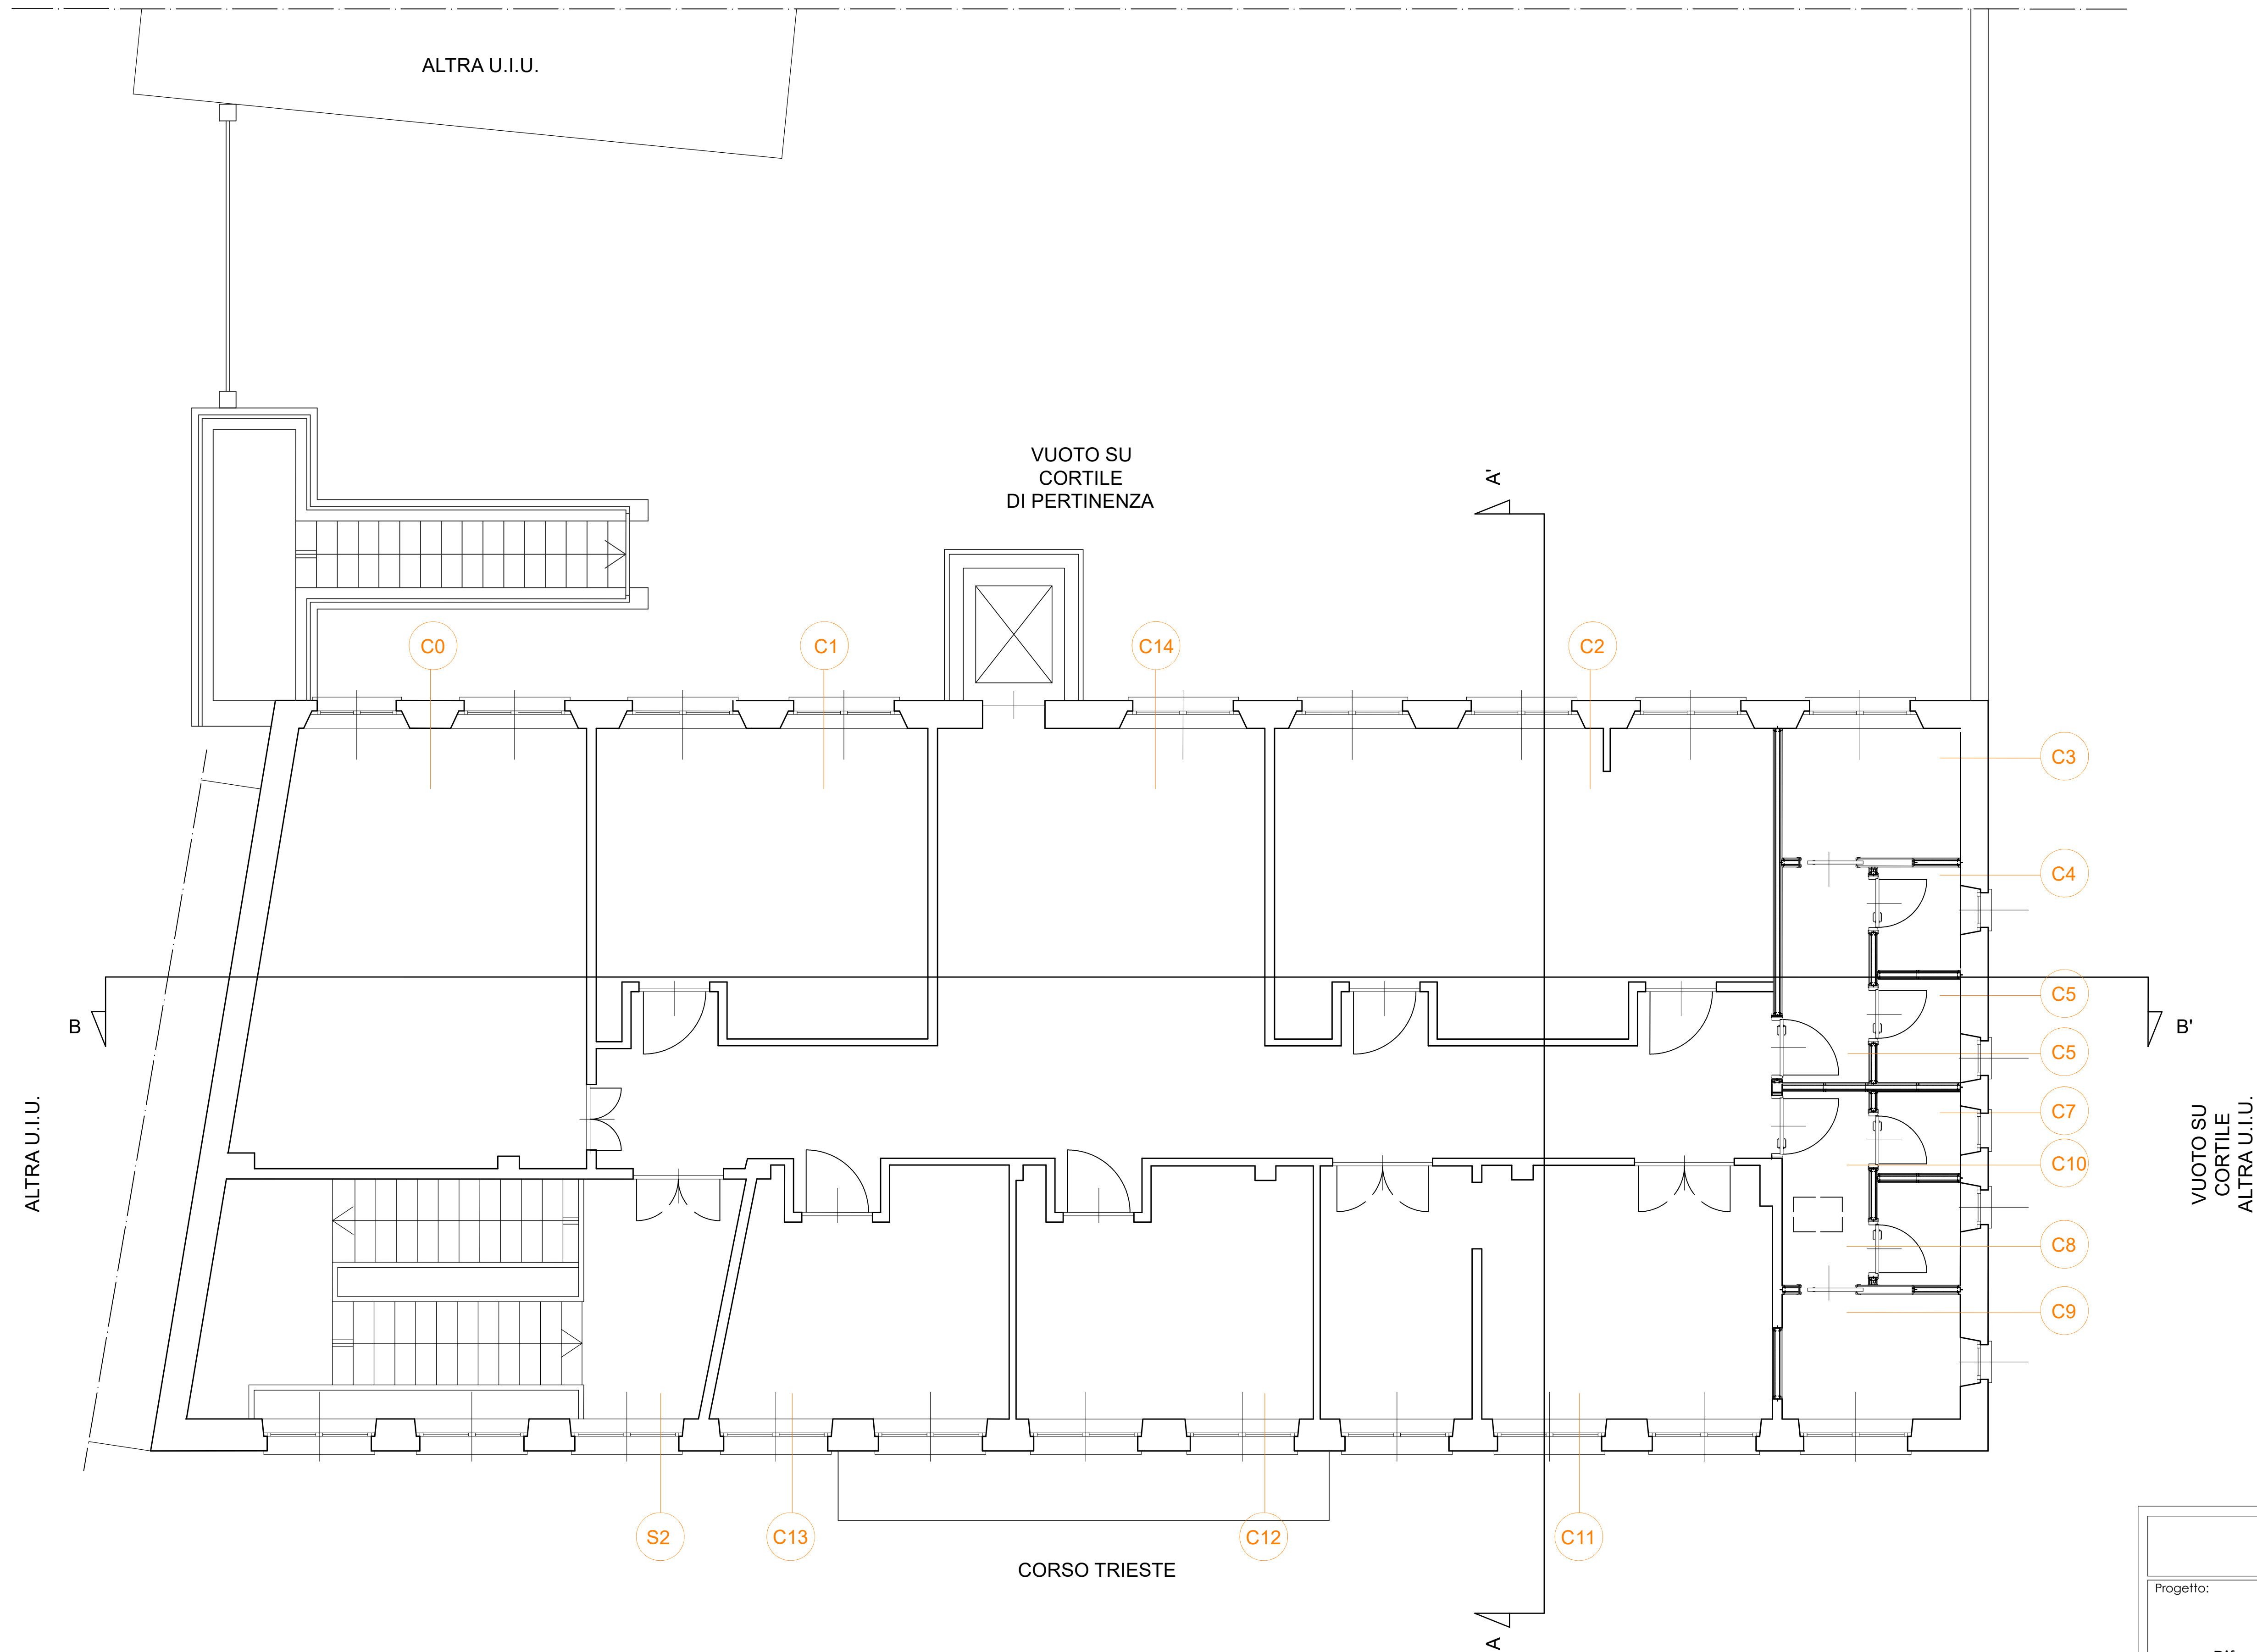 ALTRA U.I.U.
VUOTO SU
CORTILE
DI PERTINENZA
A'
C0
C1
C14
C2
C3
C4
C5
B
B'
C5
C7
ALTRA U.I.U.
VUOTO SU
CORTILE
ALTRA U.I.U.
C10
C8
C9
S2
C13
C12
C11
CORSO TRIESTE
Progetto:
A